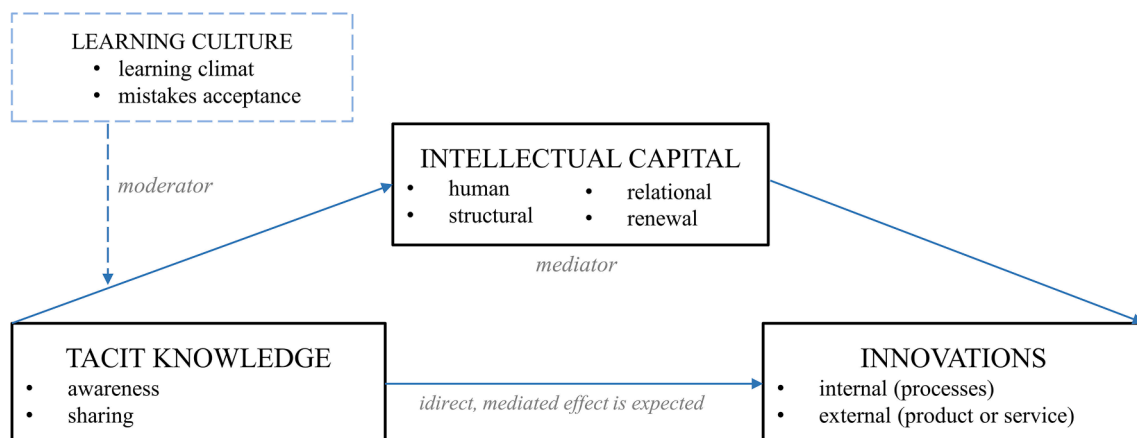 LEARNING CULTURE
• learning climat
• mistakes acceptance
moderator
INTELLECTUAL CAPITAL
• human • relational
• structural • renewal
mediator
TACIT KNOWLEDGE
• awareness
• sharing
idirect, mediated effect is expected
INNOVATIONS
• internal (processes)
• external (product or service)